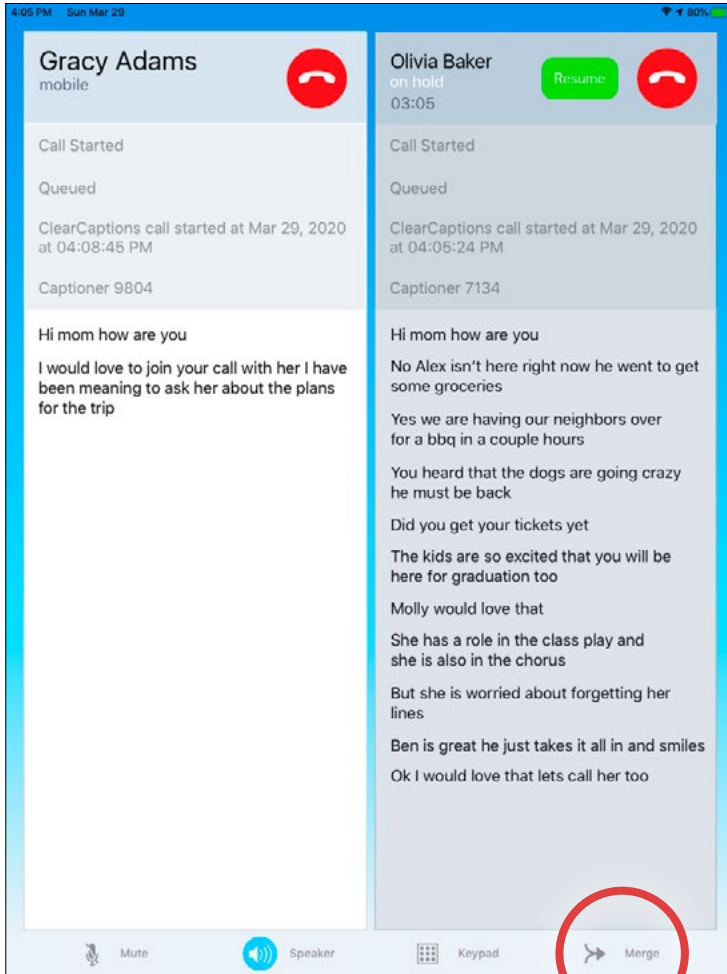 4:05 PM Sun Mar 29
80%
Gracy Adams
mobile
Call Started
Queued
ClearCaptions call started at Mar 29, 2020
at 04:08:45 PM
Captioner 9804
Hi mom how are you
I would love to join your call with her I have
been meaning to ask her about the plans
for the trip
Olivia Baker
on hold
03:05
Resume
Call Started
Queued
ClearCaptions call started at Mar 29, 2020
at 04:05:24 PM
Captioner 7134
Hi mom how are you
No Alex isn't here right now he went to get
some groceries
Yes we are having our neighbors over
for a bbq in a couple hours
You heard that the dogs are going crazy
he must be back
Did you get your tickets yet
The kids are so excited that you will be
here for graduation too
Molly would love that
She has a role in the class play and
she is also in the chorus
But she is worried about forgetting her
lines
Ben is great he just takes it all in and smiles
Ok I would love that lets call her too
Mute
Speaker
Keypad
Merge